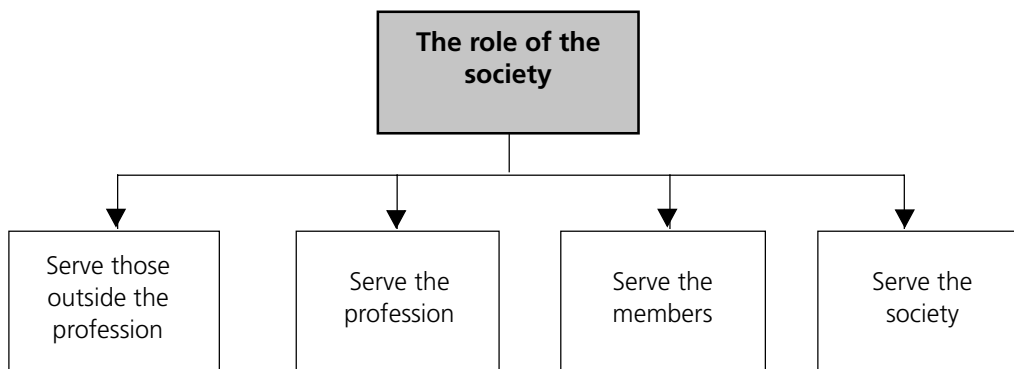 The role of the
society
Serve those
outside the
profession
Serve the
profession
Serve the
members
Serve the
society